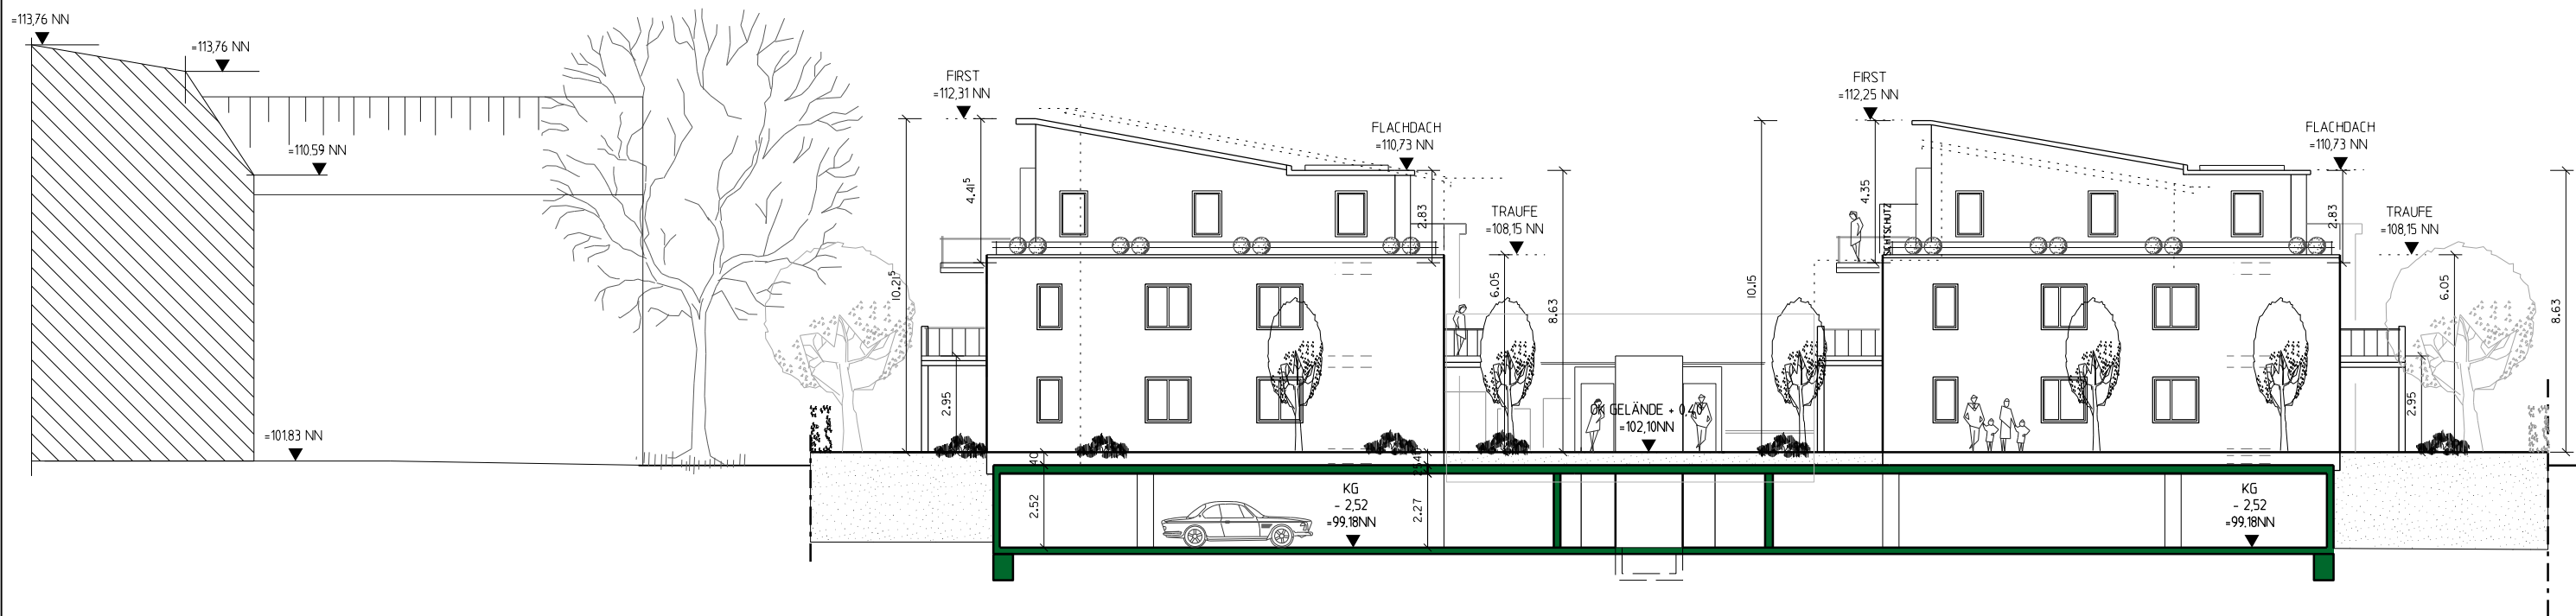 =113,76 NN
=113,76 NN
=110,59 NN
=101,83 NN
FIRST
=112,31 NN
FLACHDACH
=110,73 NN
TRAUFE
=108,15 NN
10.21⁵
4.41⁵
2.83
6.05
8.63
2.95
OK GELÄNDE + 0,40
=102,10NN
40
2.52
2.27
KG
- 2,52
=99,18NN
FIRST
=112,25 NN
FLACHDACH
=110,73 NN
TRAUFE
=108,15 NN
10.15
4.35
2.83
6.05
8.63
2.95
KG
- 2,52
=99,18NN